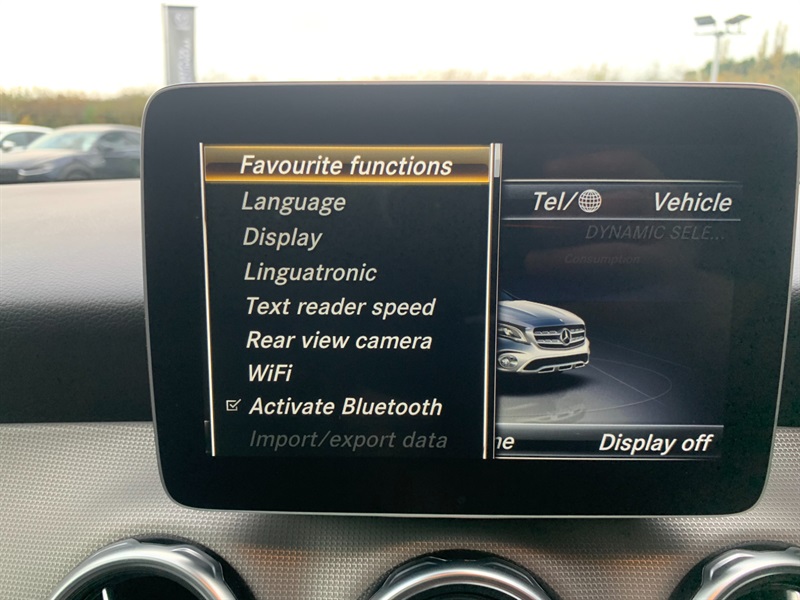 Favourite functions
Language
Display
Linguatronic
Text reader speed
Rear view camera
WiFi
Activate Bluetooth
Import/export data
Tel/
Vehicle
DYNAMIC SELE...
Consumption
ne
Display off